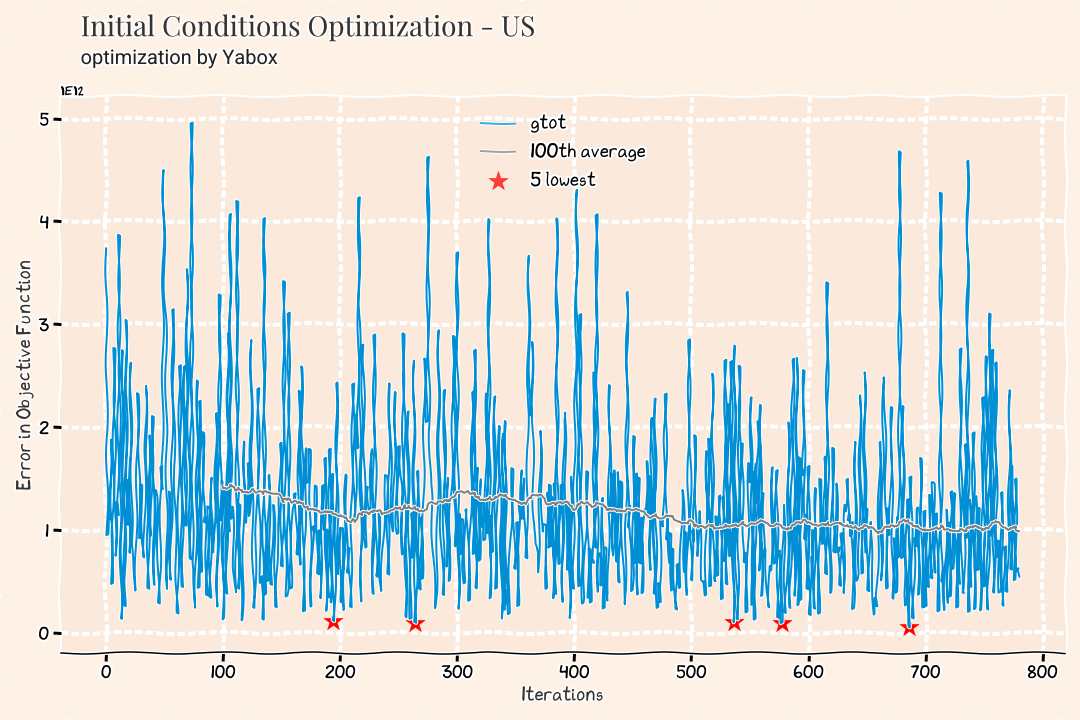 Initial Conditions Optimization - US
optimization by Yabox
1E12
5
4
3
2
1
0
Error in Objective Function
gtot
100th average
5 lowest
0 100 200 300 400 500 600 700 800
Iterations